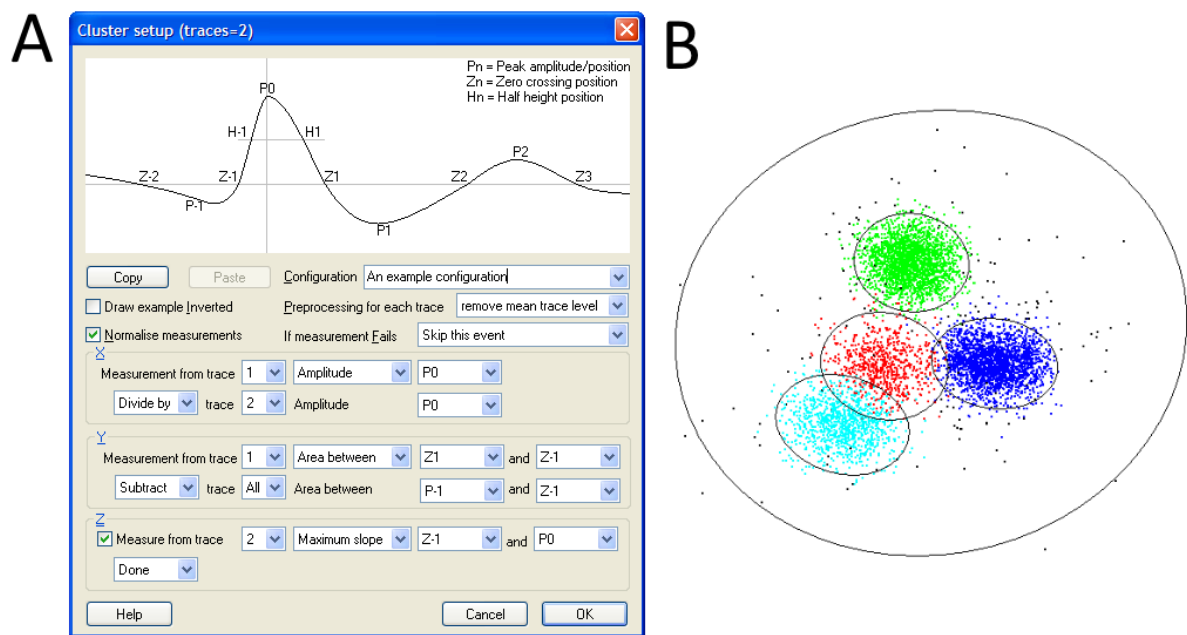 A
B
Cluster setup (traces=2)
Pn = Peak amplitude/position
Zn = Zero crossing position
Hn = Half height position
P0
H-1 H1
P2
Z-2 Z-1 Z1 Z2 Z3
P-1
P1
Copy Paste Configuration An example configuration
Draw example Inverted Preprocessing for each trace remove mean trace level
Normalise measurements If measurement Fails Skip this event
X
Measurement from trace 1 Amplitude P0
Divide by trace 2 Amplitude P0
Y
Measurement from trace 1 Area between Z1 and Z-1
Subtract trace All Area between P-1 and Z-1
Z
Measure from trace 2 Maximum slope Z-1 and P0
Done
Help Cancel OK